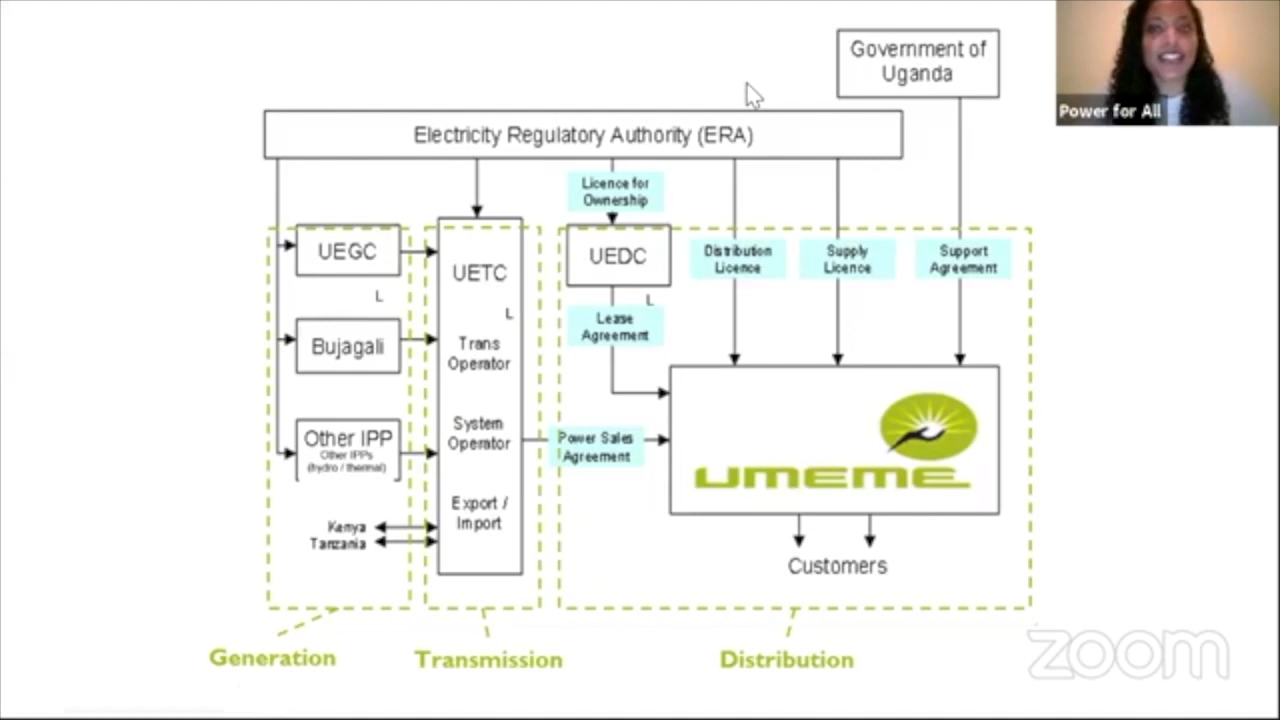 Government of
Uganda
Power for All
Electricity Regulatory Authority (ERA)
Licence for
Ownership
UEGC
L
UETC
L
UEDC
L
Distribution
Licence
Supply
Licence
Support
Agreement
Lease
Agreement
Bujagali
Trans
Operator
Other IPP
Other IPPs
(hydro / thermal)
System
Operator
Power Sales
Agreement
UMEME
Export /
Import
Kenya
Tanzania
Customers
Generation
Transmission
Distribution
zoom